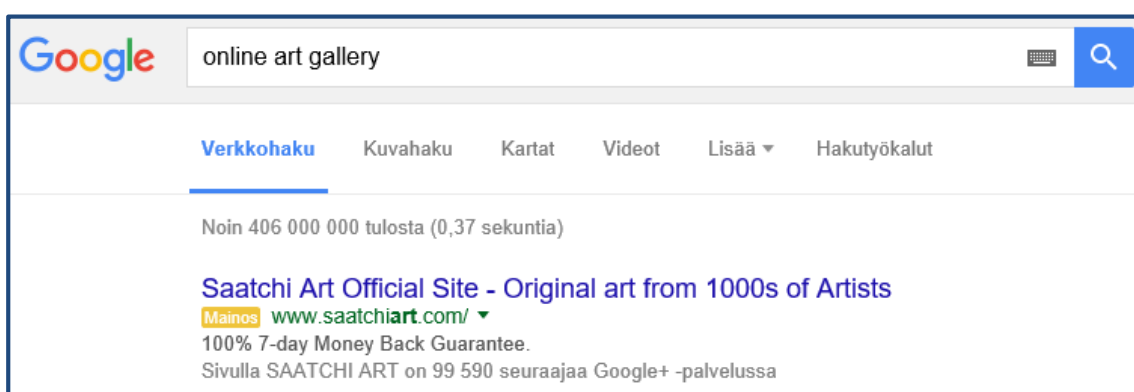 Google online art gallery
Verkkohaku Kuvahaku Kartat Videot Lisää Hakutyökalut
Noin 406 000 000 tulosta (0,37 sekuntia)
Saatchi Art Official Site - Original art from 1000s of Artists
Mainos www.saatchiart.com/
100% 7-day Money Back Guarantee.
Sivulla SAATCHI ART on 99 590 seuraajaa Google+ -palvelussa